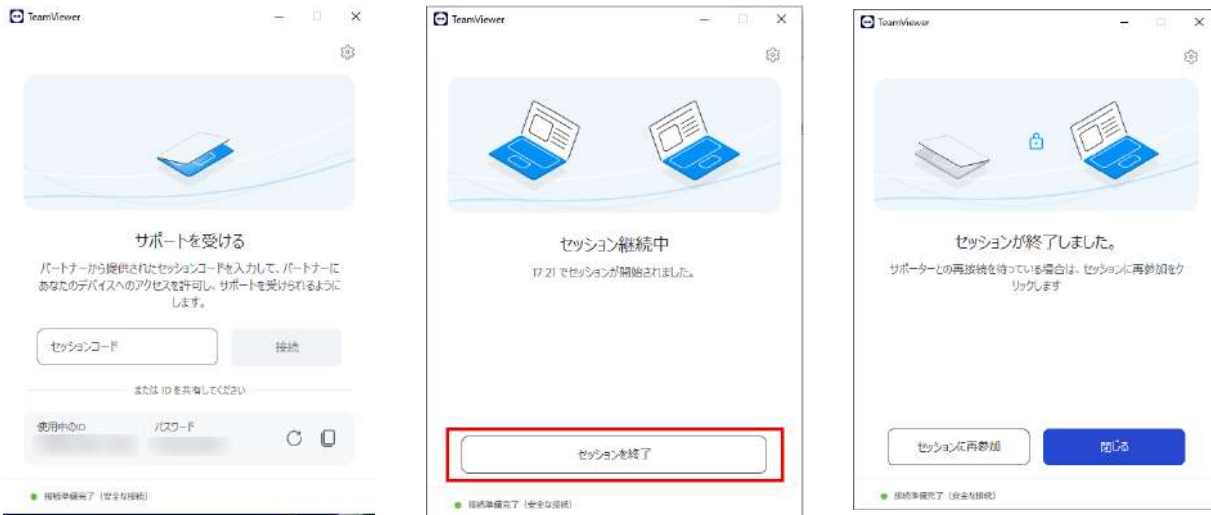 TeamViewer
サポートを受ける
パートナーから提供されたセッションコードを入力して、パートナーに
あなたのデバイスへのアクセスを許可し、サポートを受けられるように
します。
セッションコード
接続
または ID を共有してください
使用中のID
パスワード
接続準備完了（安全な接続）
TeamViewer
セッション継続中
17:21 でセッションが開始されました。
セッションを終了
接続準備完了（安全な接続）
TeamViewer
セッションが終了しました。
サポーターとの再接続を待っている場合は、セッションに再参加をク
リックします
セッションに再参加
閉じる
接続準備完了（安全な接続）